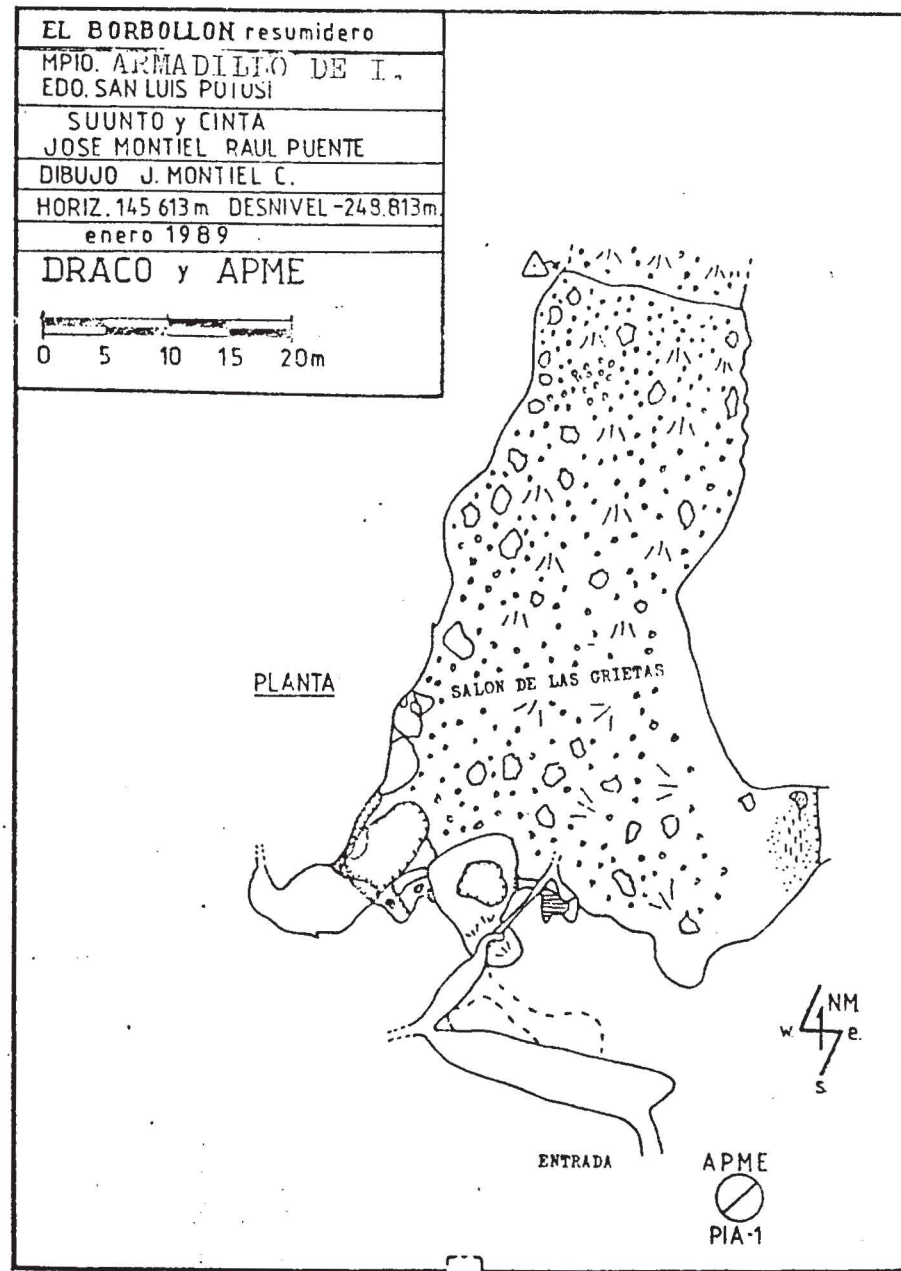 EL BORBOLLON resumidero
MPIO. ARMADILLO DE I.
EDO. SAN LUIS POTOSI
SUUNTO y CINTA
JOSE MONTIEL RAUL PUENTE
DIBUJO J. MONTIEL C.
HORIZ. 145 613 m DESNIVEL -248.813m.
enero 1989
DRACO y APME
0 5 10 15 20m
PLANTA
SALON DE LAS GRIETAS
NM
w. e.
s
ENTRADA
APME
PIA-1